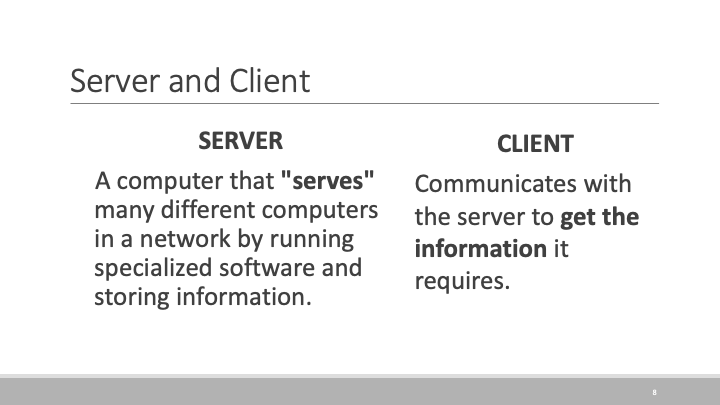 Server and Client
SERVER
A computer that "serves"
many different computers
in a network by running
specialized software and
storing information.
CLIENT
Communicates with
the server to get the
information it
requires.
8